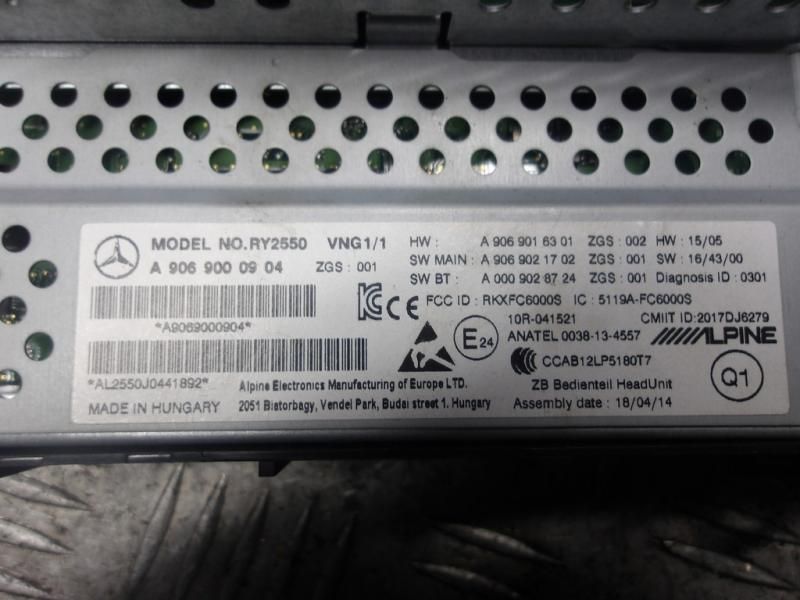 MODEL NO.RY2550 VNG1/1
A 906 900 09 04 ZGS : 001
HW : A 906 901 63 01 ZGS : 002 HW : 15/05
SW MAIN : A 906 902 17 02 ZGS : 001 SW : 16/43/00
SW BT : A 000 902 87 24 ZGS : 001 Diagnosis ID : 0301
FCC ID : RKXFC6000S IC : 5119A-FC6000S
*A9069000904*
CE
E24
10R-041521 CMIIT ID:2017DJ6279
ANATEL 0038-13-4557 ALPINE
CCAB12LP5180T7
*AL2550J0441892*
Alpine Electronics Manufacturing of Europe LTD.
ZB Bedienteil HeadUnit
Q1
MADE IN HUNGARY
2051 Biatorbagy, Vendel Park, Budai street 1. Hungary
Assembly date : 18/04/14